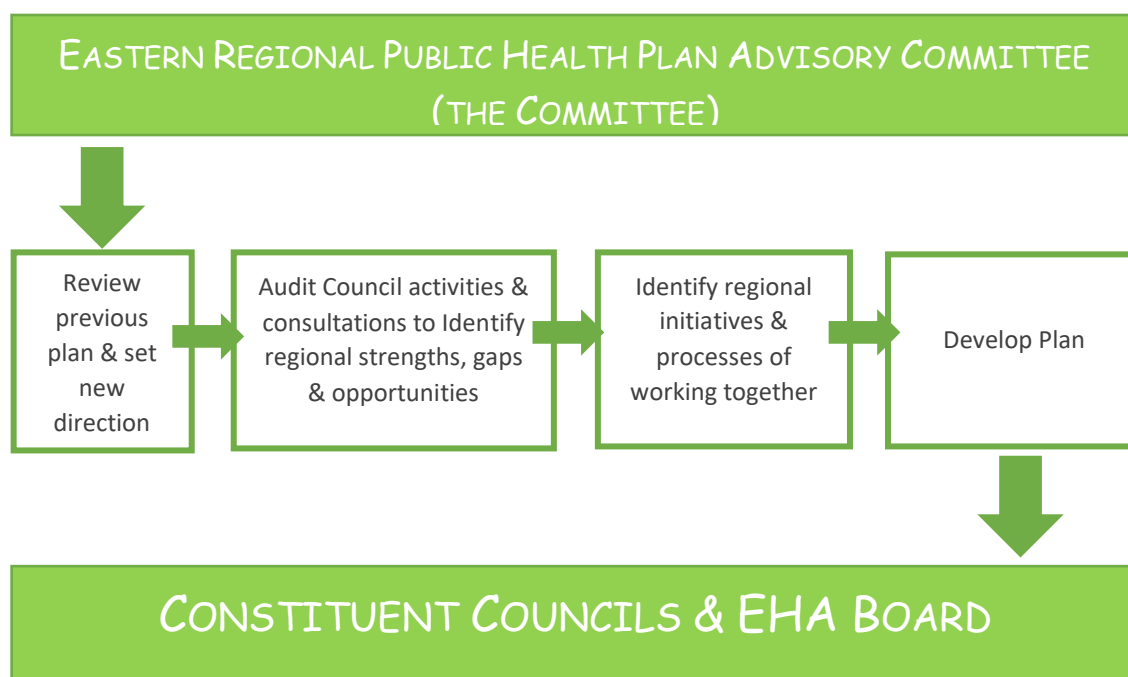 EASTERN REGIONAL PUBLIC HEALTH PLAN ADVISORY COMMITTEE
(THE COMMITTEE)
Review
previous
plan & set
new
direction
Audit Council activities &
consultations to Identify
regional strengths, gaps
& opportunities
Identify regional
initiatives &
processes of
working together
Develop Plan
CONSTITUENT COUNCILS & EHA BOARD